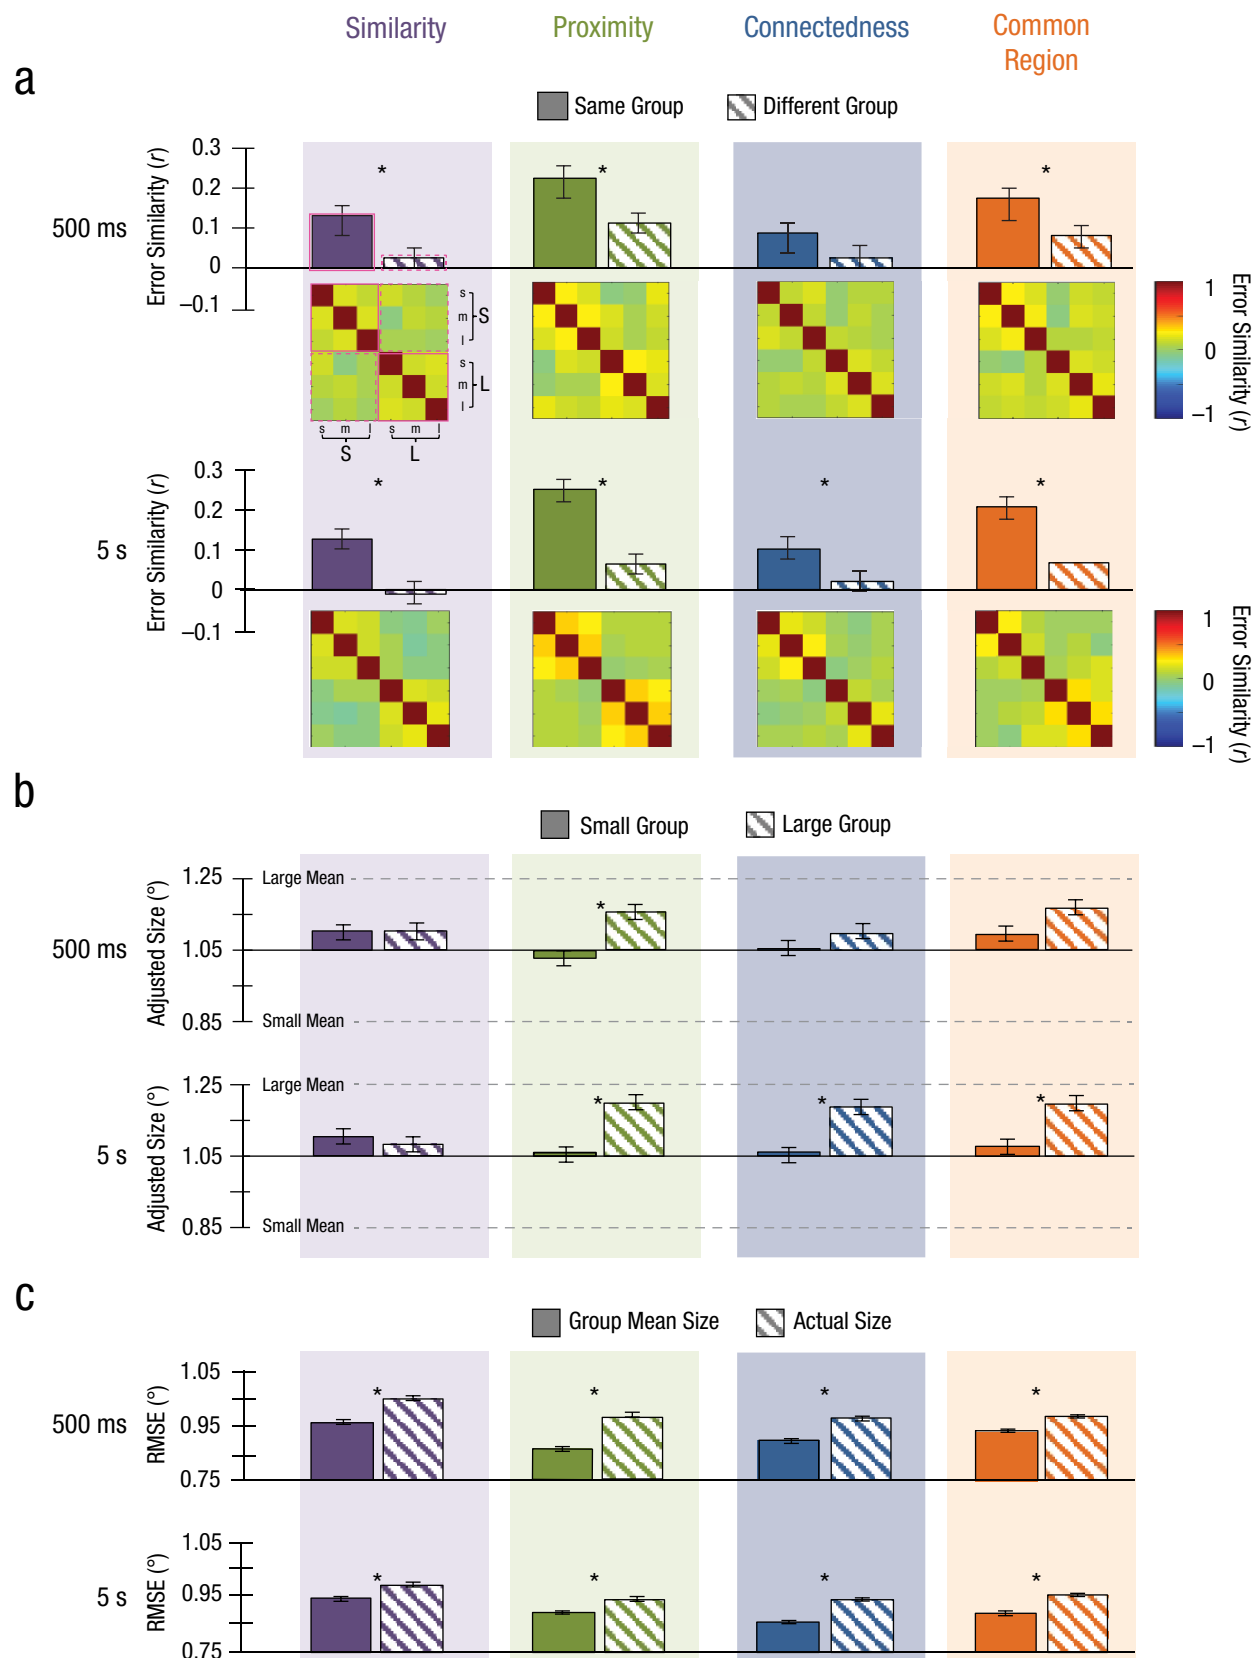 Similarity Proximity Connectedness Common Region
a
Same Group Different Group
500 ms
Error Similarity (r)
0.3
0.2
0.1
0
−0.1
*
*
*
s
m
l
S
s
m
l
L
s m l s m l
S L
1
0
−1
Error Similarity (r)
5 s
Error Similarity (r)
0.3
0.2
0.1
0
−0.1
*
*
*
*
1
0
−1
Error Similarity (r)
b
Small Group Large Group
500 ms
Adjusted Size (°)
1.25
1.05
0.85
Large Mean
Small Mean
*
5 s
Adjusted Size (°)
1.25
1.05
0.85
Large Mean
Small Mean
*
*
*
c
Group Mean Size Actual Size
500 ms
RMSE (°)
1.05
0.95
0.75
*
*
*
*
5 s
RMSE (°)
1.05
0.95
0.75
*
*
*
*